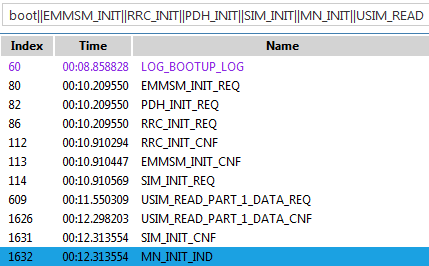 boot||EMMSM_INIT||RRC_INIT||PDH_INIT||SIM_INIT||MN_INIT||USIM_READ
Index Time Name
60 00:08.858828 LOG_BOOTUP_LOG
80 00:10.209550 EMMSM_INIT_REQ
82 00:10.209550 PDH_INIT_REQ
86 00:10.209550 RRC_INIT_REQ
112 00:10.910294 RRC_INIT_CNF
113 00:10.910447 EMMSM_INIT_CNF
114 00:10.910569 SIM_INIT_REQ
609 00:11.550309 USIM_READ_PART_1_DATA_REQ
1626 00:12.298203 USIM_READ_PART_1_DATA_CNF
1631 00:12.313554 SIM_INIT_CNF
1632 00:12.313554 MN_INIT_IND